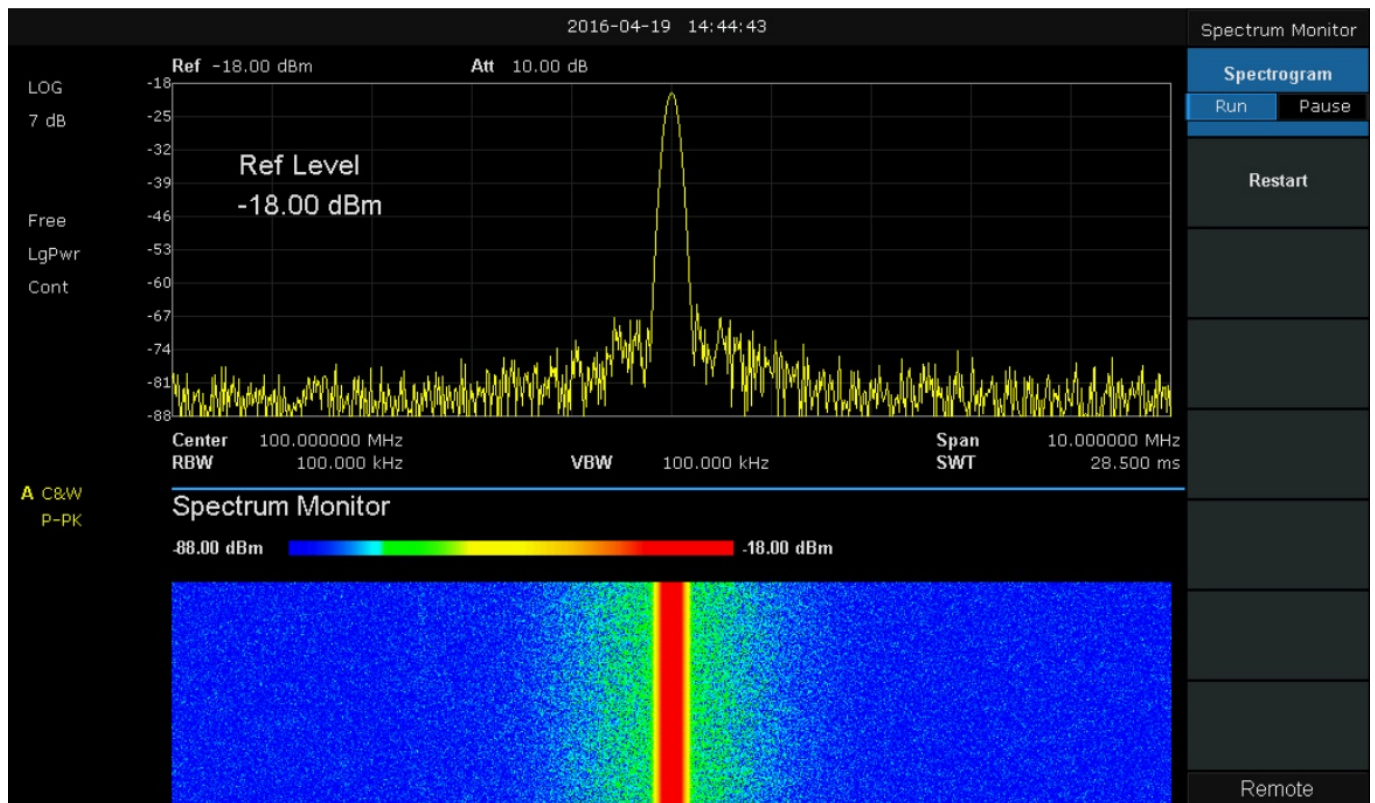 2016-04-19 14:44:43
Spectrum Monitor
Ref -18.00 dBm Att 10.00 dB
Spectrogram
Run Pause
Restart
LOG
7 dB
Free
LgPwr
Cont
-18
-25
-32
-39
-46
-53
-60
-67
-74
-81
-88
Ref Level
-18.00 dBm
Center 100.000000 MHz Span 10.000000 MHz
RBW 100.000 kHz VBW 100.000 kHz SWT 28.500 ms
A C&W
P-PK
Spectrum Monitor
-88.00 dBm -18.00 dBm
Remote